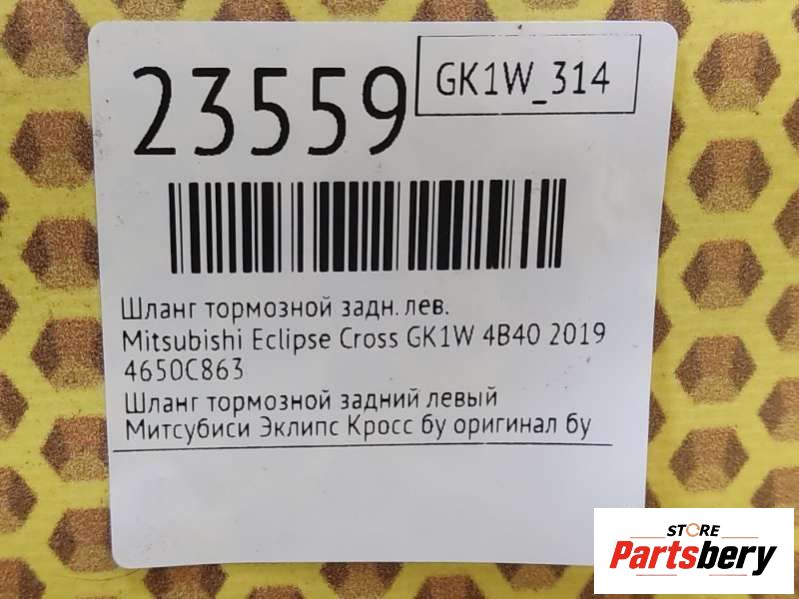 23559
GK1W_314
Шланг тормозной задн. лев.
Mitsubishi Eclipse Cross GK1W 4B40 2019
4650C863
Шланг тормозной задний левый
Митсубиси Эклипс Кросс бу оригинал бу
STORE
Partsbery